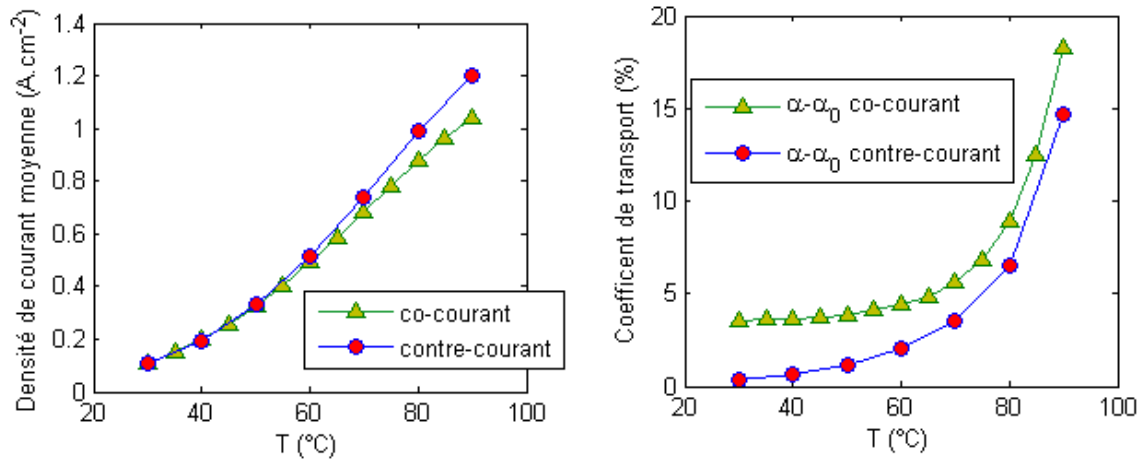 Densité de courant moyenne (A.cm-2)
1.4
1.2
1
0.8
0.6
0.4
0.2
0
co-courant
contre-courant
20
40
60
80
100
T (°C)
Coefficent de transport (%)
20
15
10
5
0
α-α0 co-courant
α-α0 contre-courant
20
40
60
80
100
T (°C)